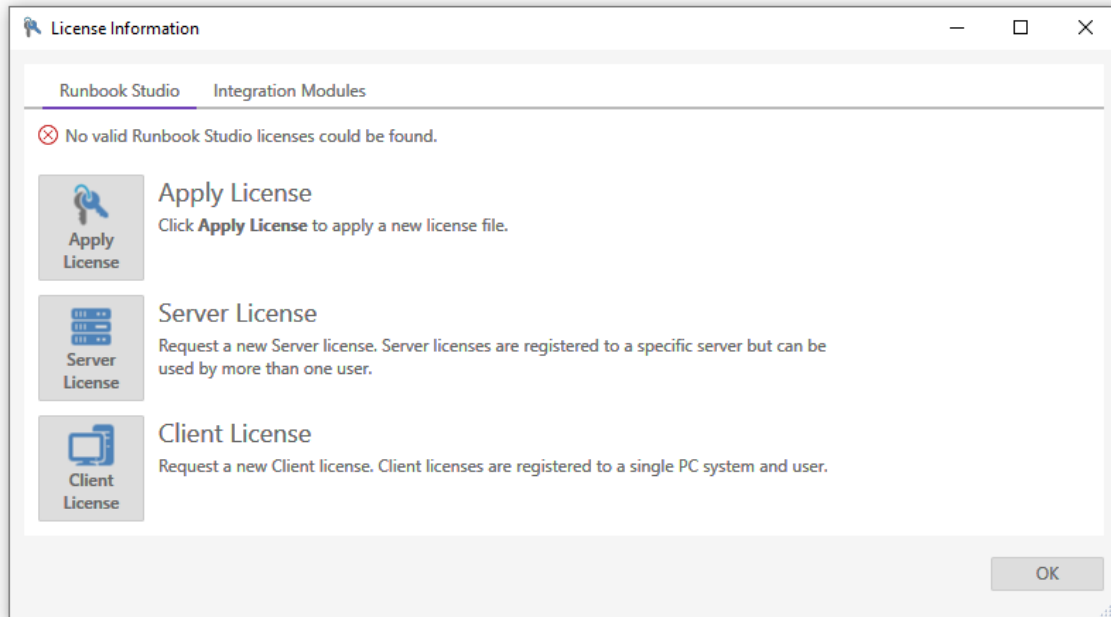 License Information
Runbook Studio Integration Modules
No valid Runbook Studio licenses could be found.
Apply
License
Apply License
Click Apply License to apply a new license file.
Server
License
Server License
Request a new Server license. Server licenses are registered to a specific server but can be
used by more than one user.
Client
License
Client License
Request a new Client license. Client licenses are registered to a single PC system and user.
OK